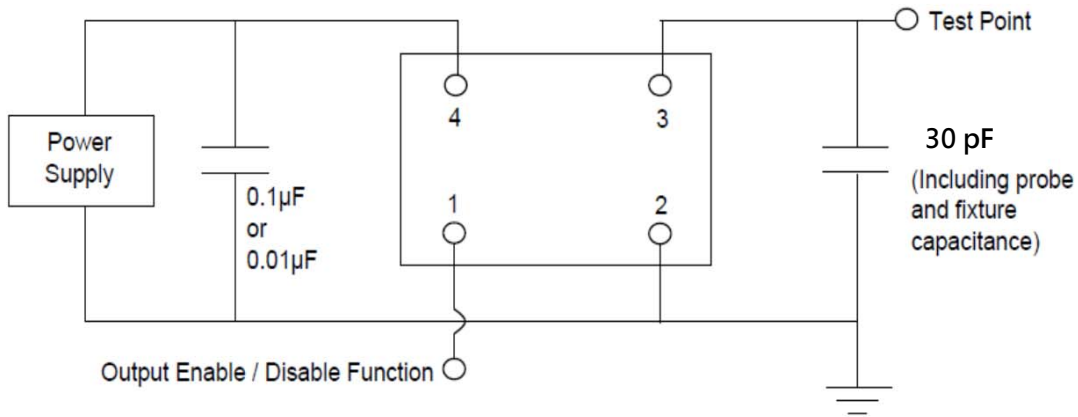 Test Point
4
3
Power
Supply
30 pF
(Including probe
and fixture
capacitance)
0.1µF
or
0.01µF
1
2
Output Enable / Disable Function